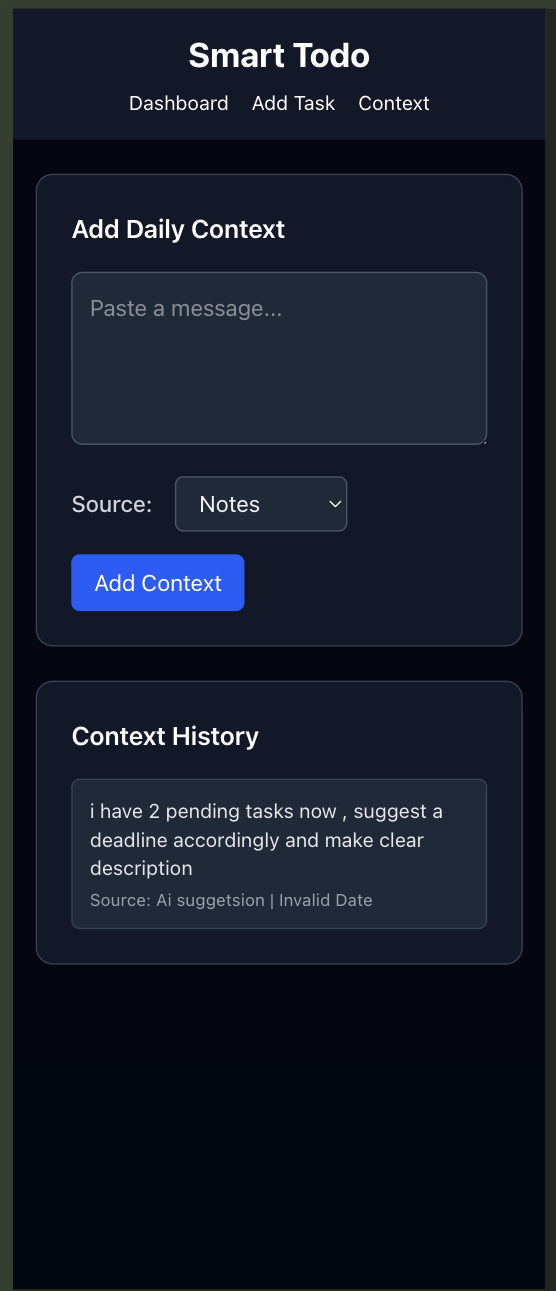 Smart Todo
Dashboard Add Task Context
Add Daily Context
Paste a message...
Source: Notes
Add Context
Context History
i have 2 pending tasks now , suggest a
deadline accordingly and make clear
description
Source: Ai suggetsion | Invalid Date